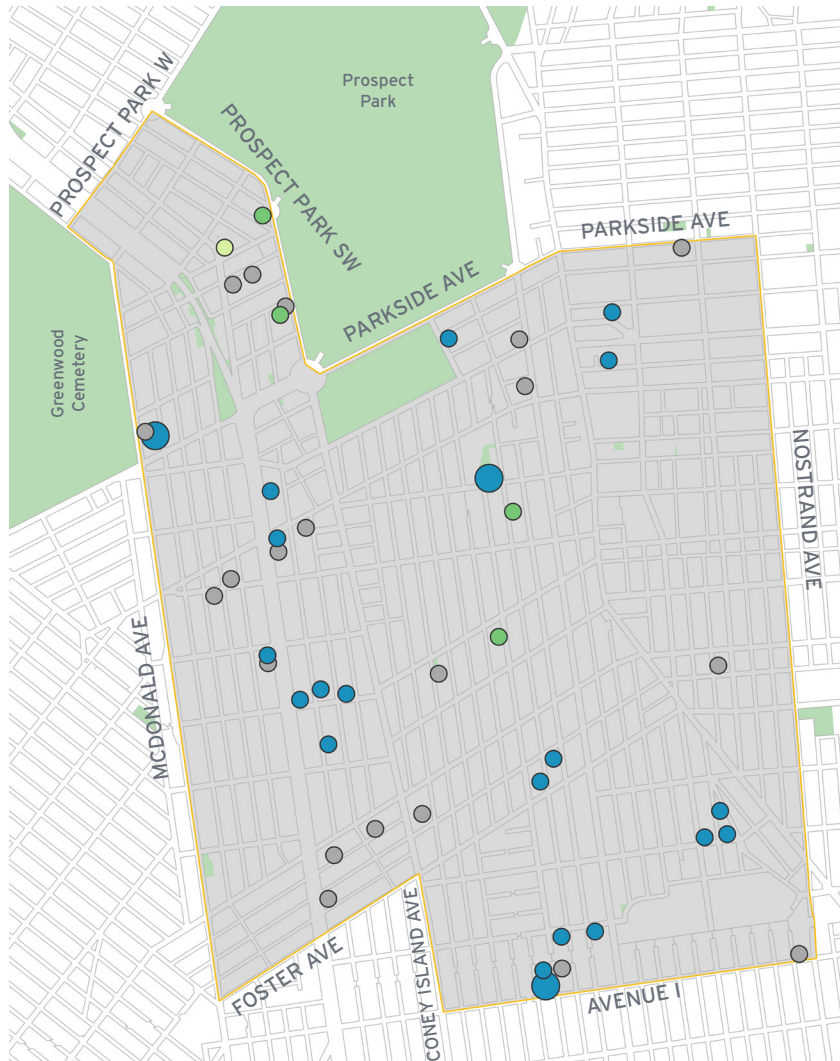 Prospect
Park
PROSPECT PARK W
PROSPECT PARK SW
PARKSIDE AVE
PARKSIDE AVE
Greenwood
Cemetery
NOSTRAND AVE
MCDONALD AVE
FOSTER AVE
CONEY ISLAND AVE
AVENUE I